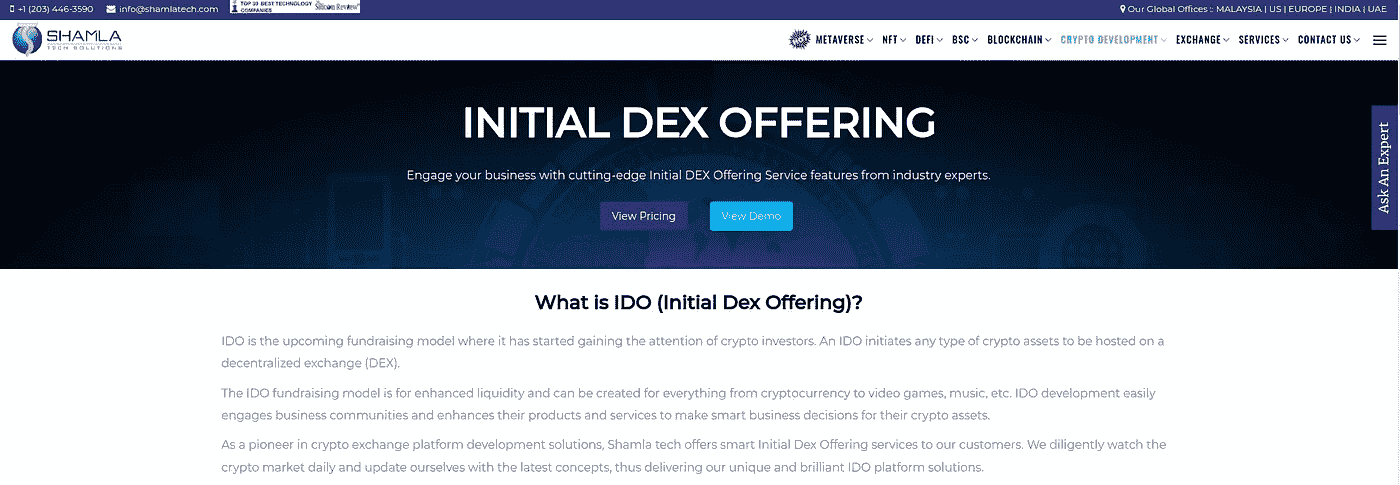 +1 (203) 446-3590 info@shamlatech.com TOP 10 BEST TECHNOLOGY COMPANIES Silicon Review Our Global Offices :: MALAYSIA | US | EUROPE | INDIA | UAE
SHAMLA
TECH SOLUTIONS
METAVERSE NFT DEFI BSC BLOCKCHAIN CRYPTO DEVELOPMENT EXCHANGE SERVICES CONTACT US
INITIAL DEX OFFERING
Engage your business with cutting-edge Initial DEX Offering Service features from industry experts.
View Pricing View Demo
Ask An Expert
What is IDO (Initial Dex Offering)?
IDO is the upcoming fundraising model where it has started gaining the attention of crypto investors. An IDO initiates any type of crypto assets to be hosted on a
decentralized exchange (DEX).
The IDO fundraising model is for enhanced liquidity and can be created for everything from cryptocurrency to video games, music, etc. IDO development easily
engages business communities and enhances their products and services to make smart business decisions for their crypto assets.
As a pioneer in crypto exchange platform development solutions, Shamla tech offers smart Initial Dex Offering services to our customers. We diligently watch the
crypto market daily and update ourselves with the latest concepts, thus delivering our unique and brilliant IDO platform solutions.